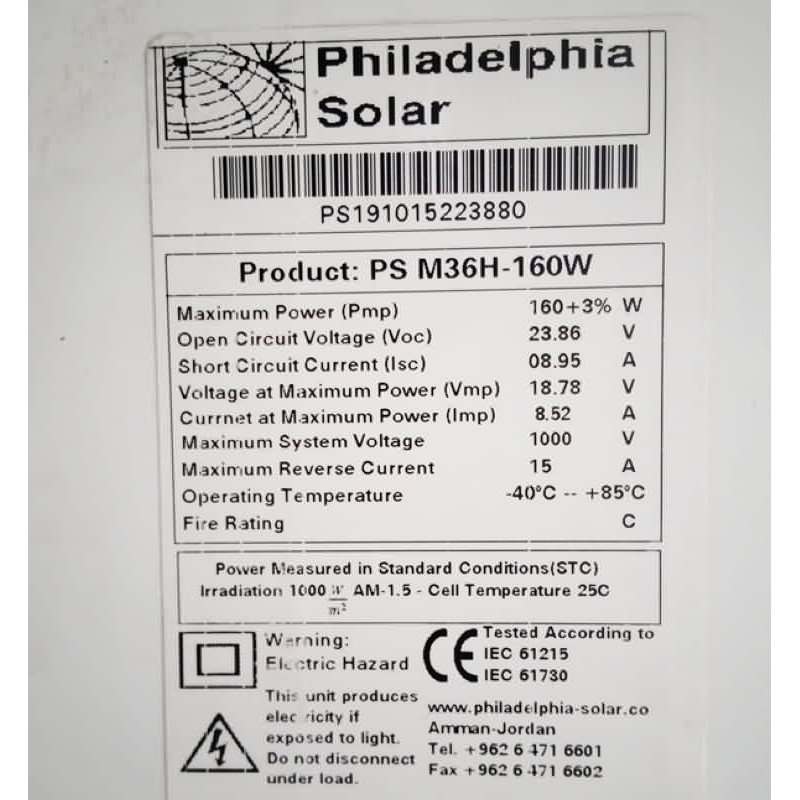 Philadelphia
Solar
PS191015223880
Product: PS M36H-160W
Maximum Power (Pmp) 160+3% W
Open Circuit Voltage (Voc) 23.86 V
Short Circuit Current (Isc) 08.95 A
Voltage at Maximum Power (Vmp) 18.78 V
Currnet at Maximum Power (Imp) 8.52 A
Maximum System Voltage 1000 V
Maximum Reverse Current 15 A
Operating Temperature -40°C -- +85°C
Fire Rating C
Power Measured in Standard Conditions(STC)
Irradiation 1000 W/m² AM-1.5 - Cell Temperature 25C
Warning:
Electric Hazard
This unit produces
electricity if
exposed to light.
Do not disconnect
under load.
CE
Tested According to
IEC 61215
IEC 61730
www.philadelphia-solar.co
Amman-Jordan
Tel. +962 6 471 6601
Fax +962 6 471 6602